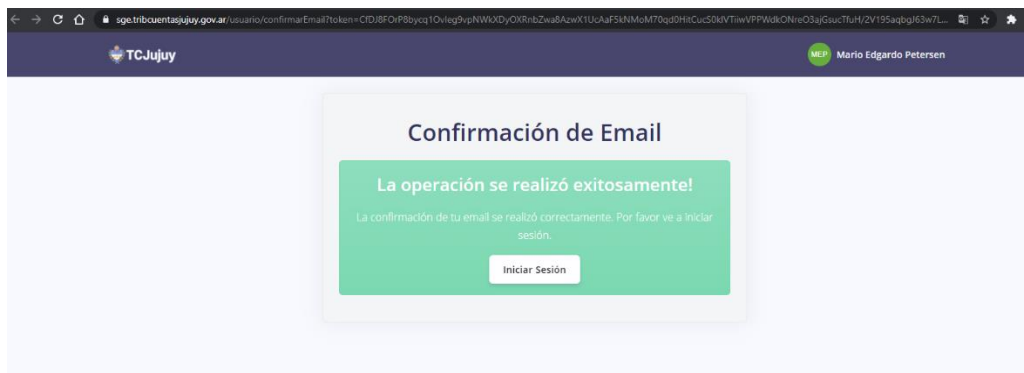 sge.tribcuentasjujuy.gov.ar/usuario/confirmarEmail?token=
TCJujuy
MEP Mario Edgardo Petersen
Confirmación de Email
La operación se realizó exitosamente!
La confirmación de tu email se realizó correctamente. Por favor ve a Iniciar
sesión.
Iniciar Sesión